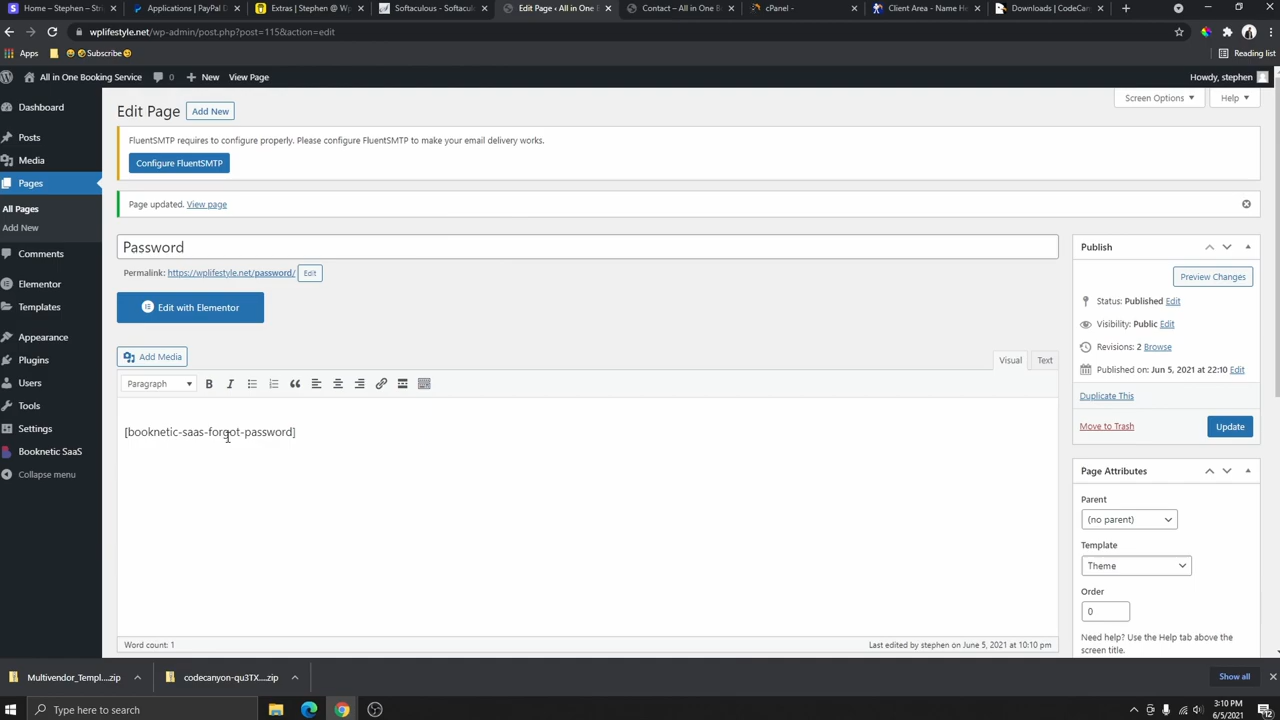 Home – Stephen – Stri
Applications | PayPal D
Extras | Stephen @ Wp
Softaculous - Softacul
Edit Page ‹ All in One B
Contact – All in One B
cPanel -
Client Area - Name He
Downloads | CodeCan
wplifestyle.net/wp-admin/post.php?post=115&action=edit
Apps
Subscribe
Reading list
All in One Booking Service
0
New
View Page
Howdy, stephen
Dashboard
Posts
Media
Pages
All Pages
Add New
Comments
Elementor
Templates
Appearance
Plugins
Users
Tools
Settings
Booknetic SaaS
Collapse menu
Edit Page
Add New
Screen Options
Help
FluentSMTP requires to configure properly. Please configure FluentSMTP to make your email delivery works.
Configure FluentSMTP
Page updated. View page
Password
Permalink: https://wplifestyle.net/password/ Edit
Edit with Elementor
Add Media
Visual
Text
Paragraph
[booknetic-saas-forgot-password]
Word count: 1
Last edited by stephen on June 5, 2021 at 10:10 pm
Publish
Preview Changes
Status: Published Edit
Visibility: Public Edit
Revisions: 2 Browse
Published on: Jun 5, 2021 at 22:10 Edit
Duplicate This
Move to Trash
Update
Page Attributes
Parent
(no parent)
Template
Theme
Order
0
Need help? Use the Help tab above the
screen title.
Multivendor_Templ....zip
codecanyon-qu3TX....zip
Show all
Type here to search
3:10 PM
6/5/2021